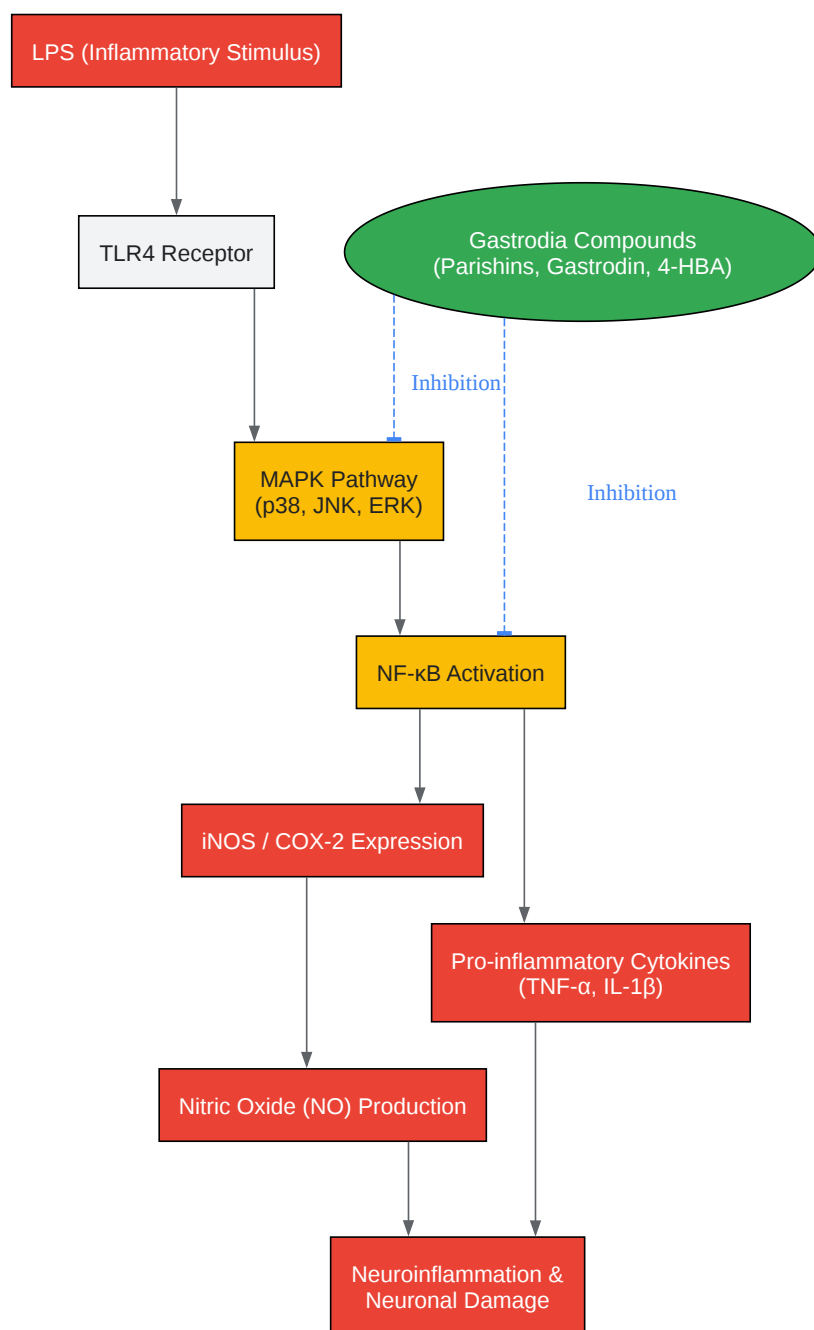 LPS (Inflammatory Stimulus)
TLR4 Receptor
Gastrodia Compounds
(Parishins, Gastrodin, 4-HBA)
Inhibition
MAPK Pathway
(p38, JNK, ERK)
Inhibition
NF-κB Activation
iNOS / COX-2 Expression
Pro-inflammatory Cytokines
(TNF-α, IL-1β)
Nitric Oxide (NO) Production
Neuroinflammation &
Neuronal Damage